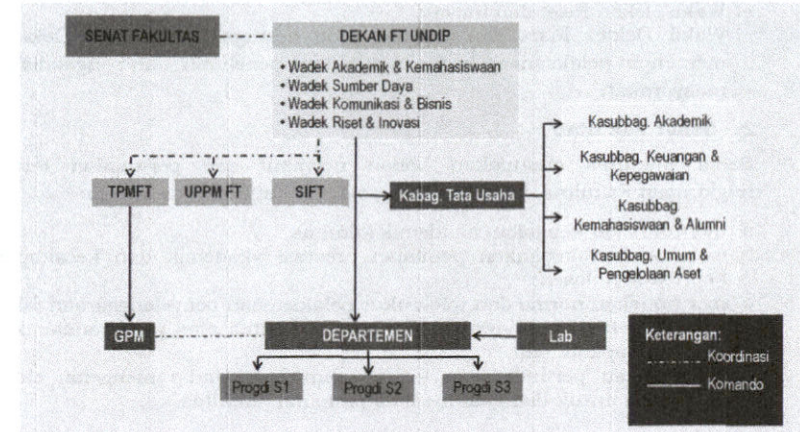 SENAT FAKULTAS
DEKAN FT UNDIP
• Wadek Akademik & Kemahasiswaan
• Wadek Sumber Daya
• Wadek Komunikasi & Bisnis
• Wadek Riset & Inovasi
TPMFT
UPPM FT
SIFT
Kabag. Tata Usaha
Kasubbag. Akademik
Kasubbag. Keuangan &
Kepegawaian
Kasubbag.
Kemahasiswaan & Alumni
Kasubbag. Umum &
Pengelolaan Aset
GPM
DEPARTEMEN
Lab
Progdi S1
Progdi S2
Progdi S3
Keterangan:
Koordinasi
Komando